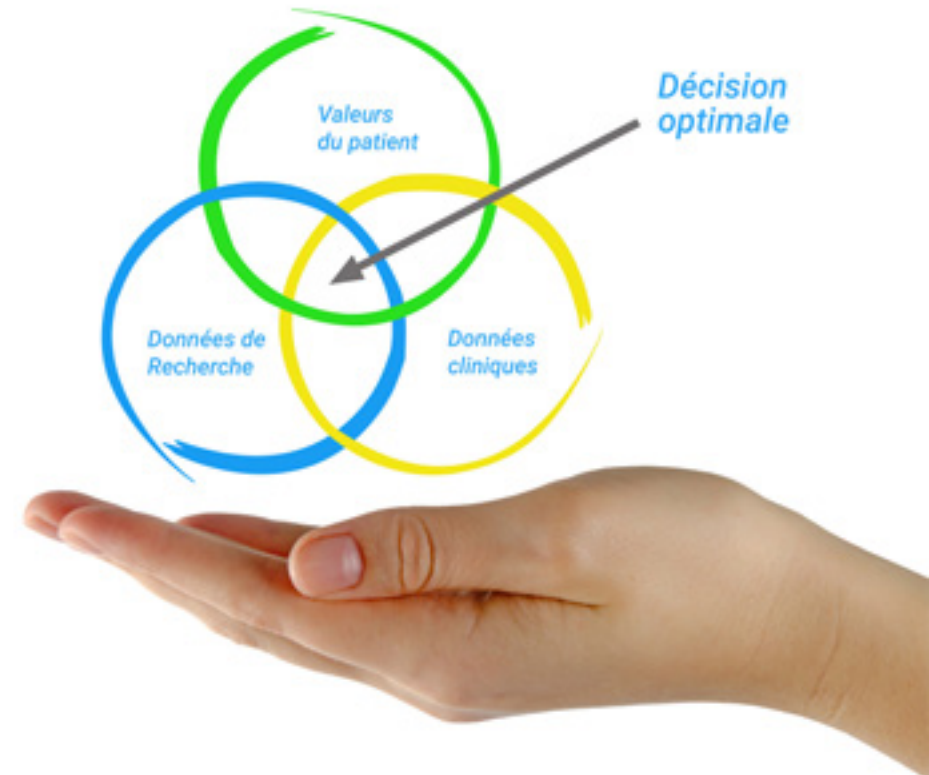 Valeurs
du patient
Décision
optimale
Données de
Recherche
Données
cliniques